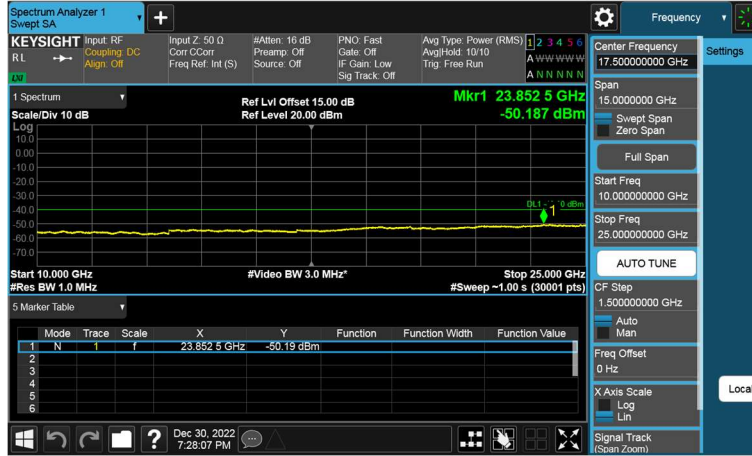 Spectrum Analyzer 1
Swept SA
+
Frequency
KEYSIGHT
RL
LXI
Input: RF
Coupling: DC
Align: Off
Input Z: 50 Ω
Corr CCorr
Freq Ref: Int (S)
#Atten: 16 dB
Preamp: Off
Source: Off
PNO: Fast
Gate: Off
IF Gain: Low
Sig Track: Off
Avg Type: Power (RMS)
Avg|Hold: 10/10
Trig: Free Run
1 2 3 4 5 6
A W W W W W
A N N N N N
1 Spectrum
Scale/Div 10 dB
Ref Lvl Offset 15.00 dB
Ref Level 20.00 dBm
Mkr1 23.852 5 GHz
-50.187 dBm
Log
10.0
0.00
-10.0
-20.0
-30.0
-40.0
-50.0
-60.0
-70.0
1
Start 10.000 GHz
#Video BW 3.0 MHz*
Stop 25.000 GHz
#Res BW 1.0 MHz
#Sweep ~1.00 s (30001 pts)
5 Marker Table
Mode Trace Scale X Y Function Function Width Function Value
1 N 1 f 23.852 5 GHz -50.19 dBm
2
3
4
5
6
Dec 30, 2022
7:28:07 PM
?
Center Frequency
17.500000000 GHz
Settings
Span
15.0000000 GHz
Swept Span
Zero Span
Full Span
Start Freq
10.000000000 GHz
Stop Freq
25.000000000 GHz
AUTO TUNE
CF Step
1.500000000 GHz
Auto
Man
Freq Offset
0 Hz
X Axis Scale
Log
Lin
Local
Signal Track
(Span Zoom)